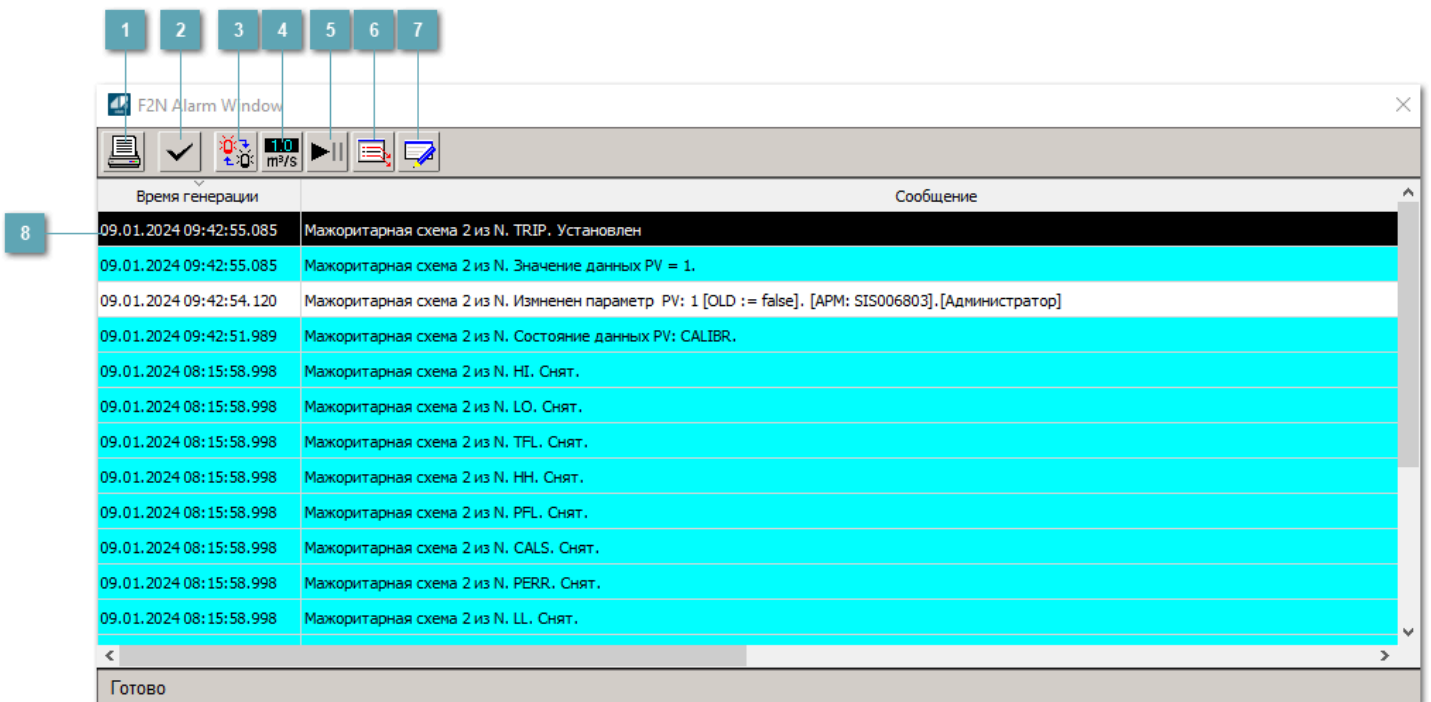 1 2 3 4 5 6 7
F2N Alarm Window
1.0
m³/s
Время генерации Сообщение
8
09.01.2024 09:42:55.085 Мажоритарная схема 2 из N. TRIP. Установлен
09.01.2024 09:42:55.085 Мажоритарная схема 2 из N. Значение данных PV = 1.
09.01.2024 09:42:54.120 Мажоритарная схема 2 из N. Измненен параметр PV: 1 [OLD := false]. [АРМ: SIS006803].[Администратор]
09.01.2024 09:42:51.989 Мажоритарная схема 2 из N. Состояние данных PV: CALIBR.
09.01.2024 08:15:58.998 Мажоритарная схема 2 из N. HI. Снят.
09.01.2024 08:15:58.998 Мажоритарная схема 2 из N. LO. Снят.
09.01.2024 08:15:58.998 Мажоритарная схема 2 из N. TFL. Снят.
09.01.2024 08:15:58.998 Мажоритарная схема 2 из N. HH. Снят.
09.01.2024 08:15:58.998 Мажоритарная схема 2 из N. PFL. Снят.
09.01.2024 08:15:58.998 Мажоритарная схема 2 из N. CALS. Снят.
09.01.2024 08:15:58.998 Мажоритарная схема 2 из N. PERR. Снят.
09.01.2024 08:15:58.998 Мажоритарная схема 2 из N. LL. Снят.
Готово